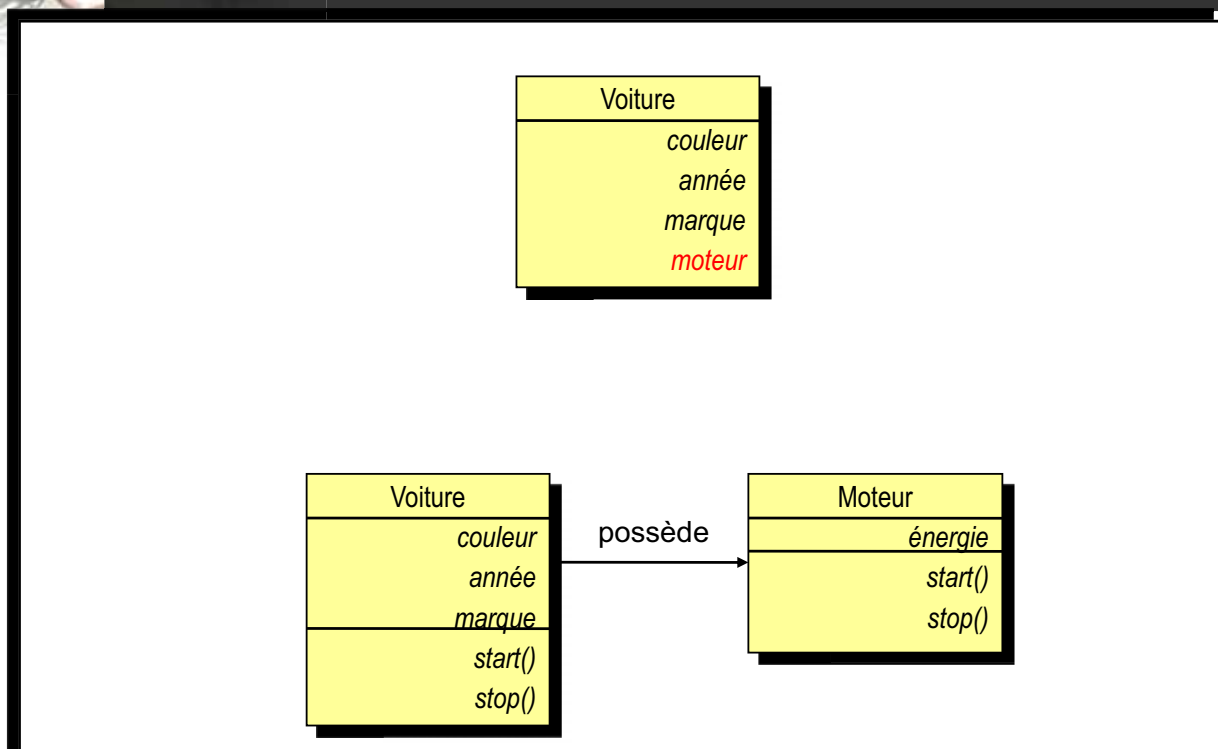 Voiture
couleur
année
marque
moteur
Voiture
couleur
année
marque
start()
stop()
possède
Moteur
énergie
start()
stop()